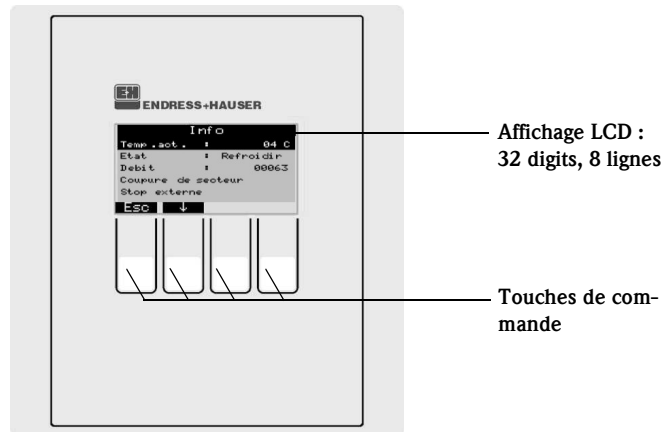 EH
ENDRESS+HAUSER
Info
Temp.act. : 04 C
Etat : Refroidir
Debit : 00063
Coupure de secteur
Stop externe
Esc ↓
Affichage LCD :
32 digits, 8 lignes
Touches de com-
mande